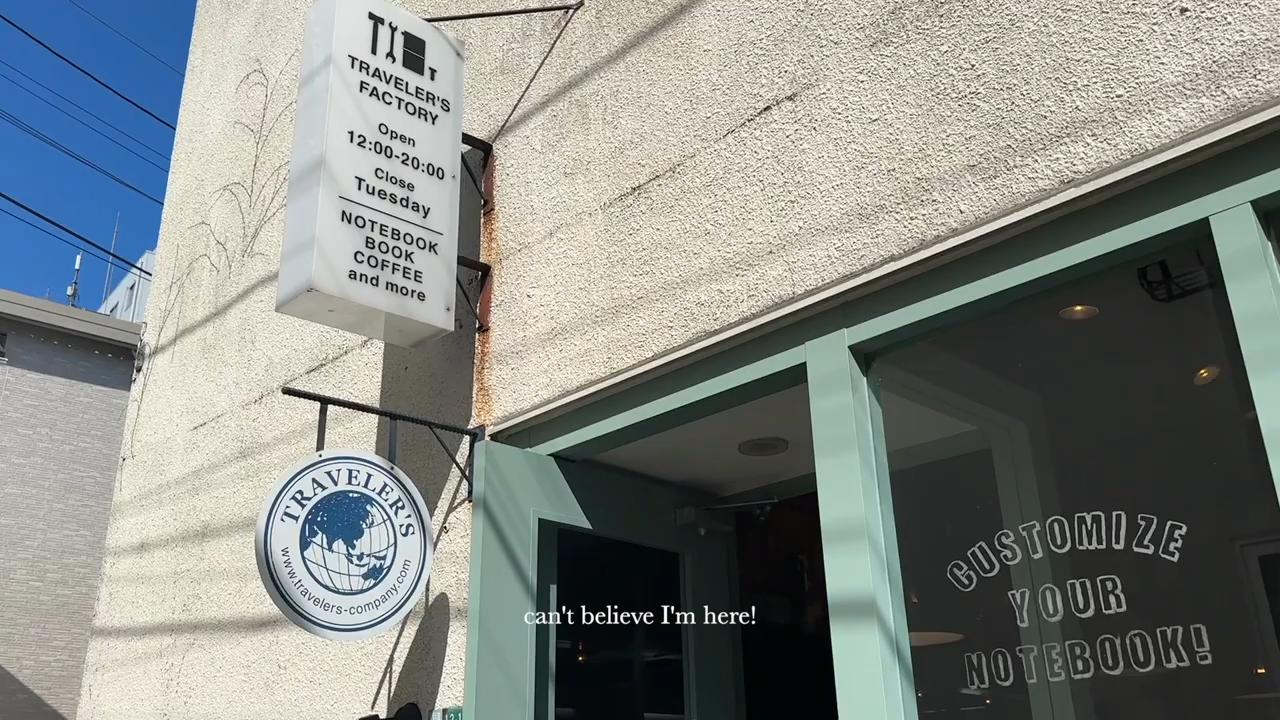 TRAVELER'S
FACTORY
Open
12:00-20:00
Close
Tuesday
NOTEBOOK
BOOK
COFFEE
and more
TRAVELER'S
www.travelers-company.com
can't believe I'm here!
CUSTOMIZE
YOUR
NOTEBOOK!